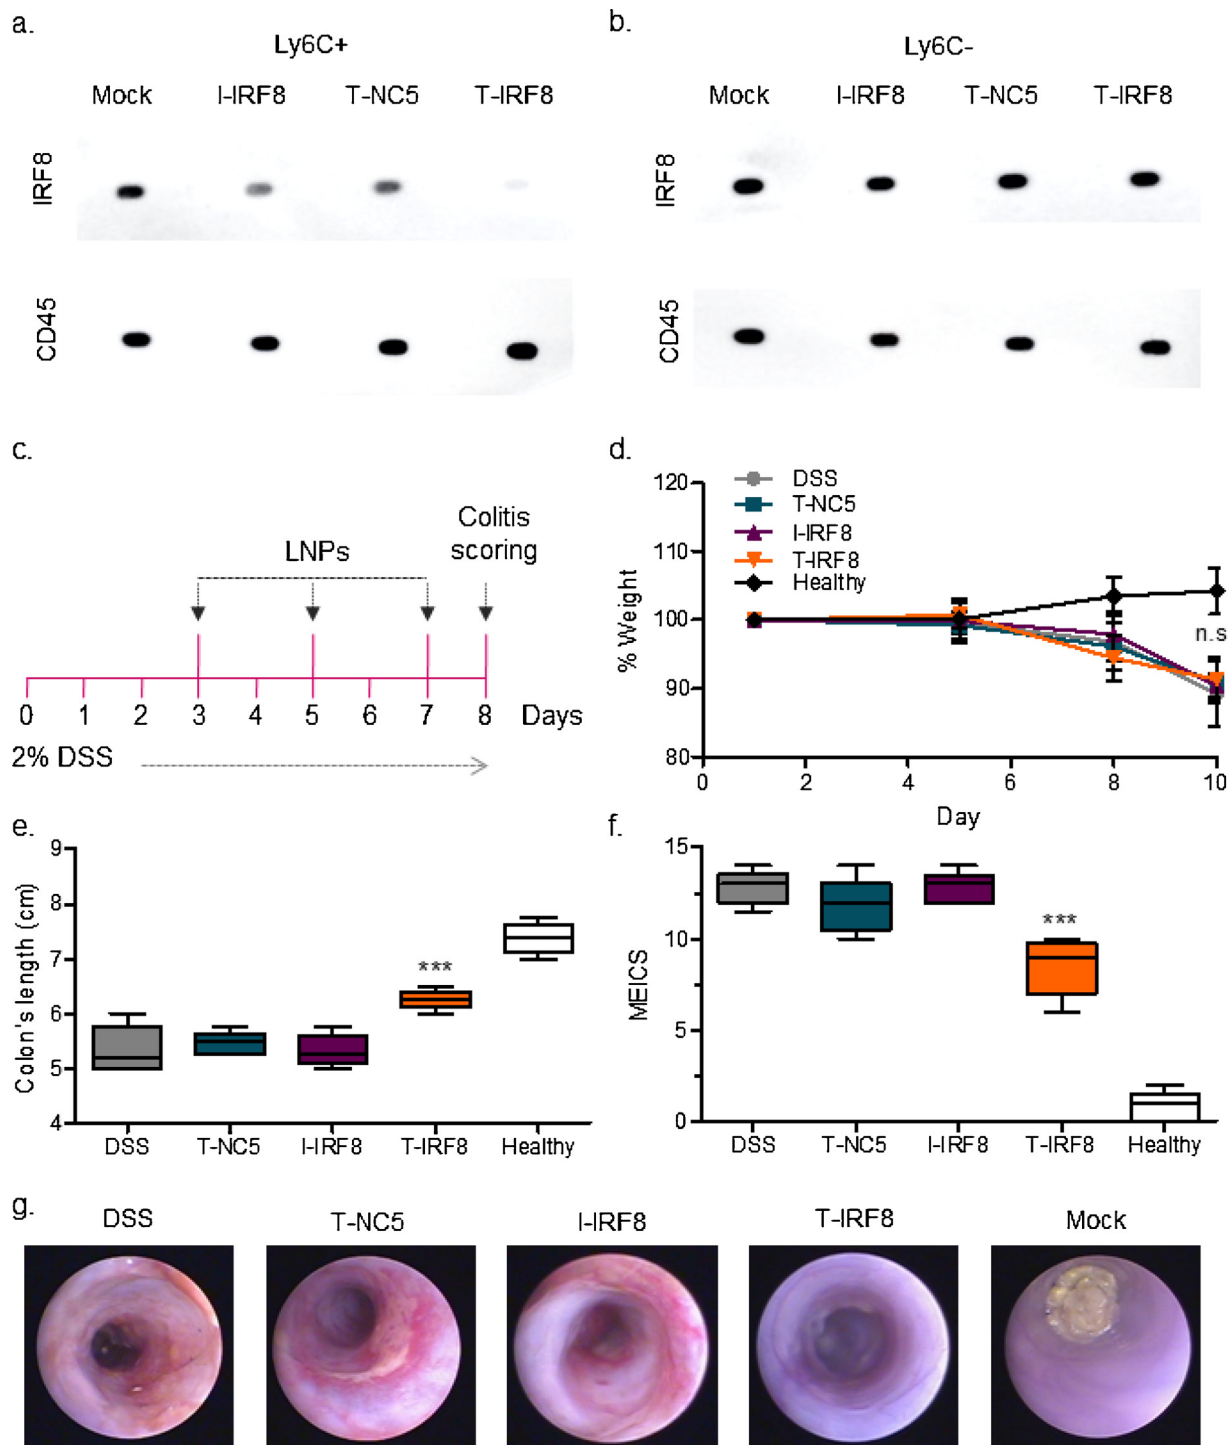 a.
Ly6C+
Mock I-IRF8 T-NC5 T-IRF8
IRF8
CD45
b.
Ly6C-
Mock I-IRF8 T-NC5 T-IRF8
IRF8
CD45
c.
LNPs
Colitis
scoring
0 1 2 3 4 5 6 7 8 Days
2% DSS
d.
DSS
T-NC5
I-IRF8
T-IRF8
Healthy
% Weight
120
110
100
90
80
n.s
0 2 4 6 8 10
Day
e.
Colon's length (cm)
9
8
7
6
5
4
***
DSS T-NC5 I-IRF8 T-IRF8 Healthy
f.
MEICS
15
10
5
0
***
DSS T-NC5 I-IRF8 T-IRF8 Healthy
g.
DSS T-NC5 I-IRF8 T-IRF8 Mock